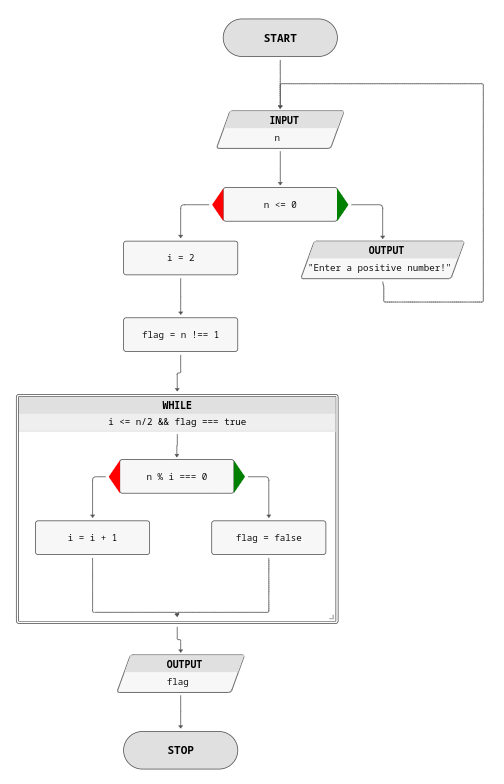 START
INPUT
n
n <= 0
i = 2
OUTPUT
"Enter a positive number!"
flag = n !== 1
WHILE
i <= n/2 && flag === true
n % i === 0
i = i + 1
flag = false
OUTPUT
flag
STOP